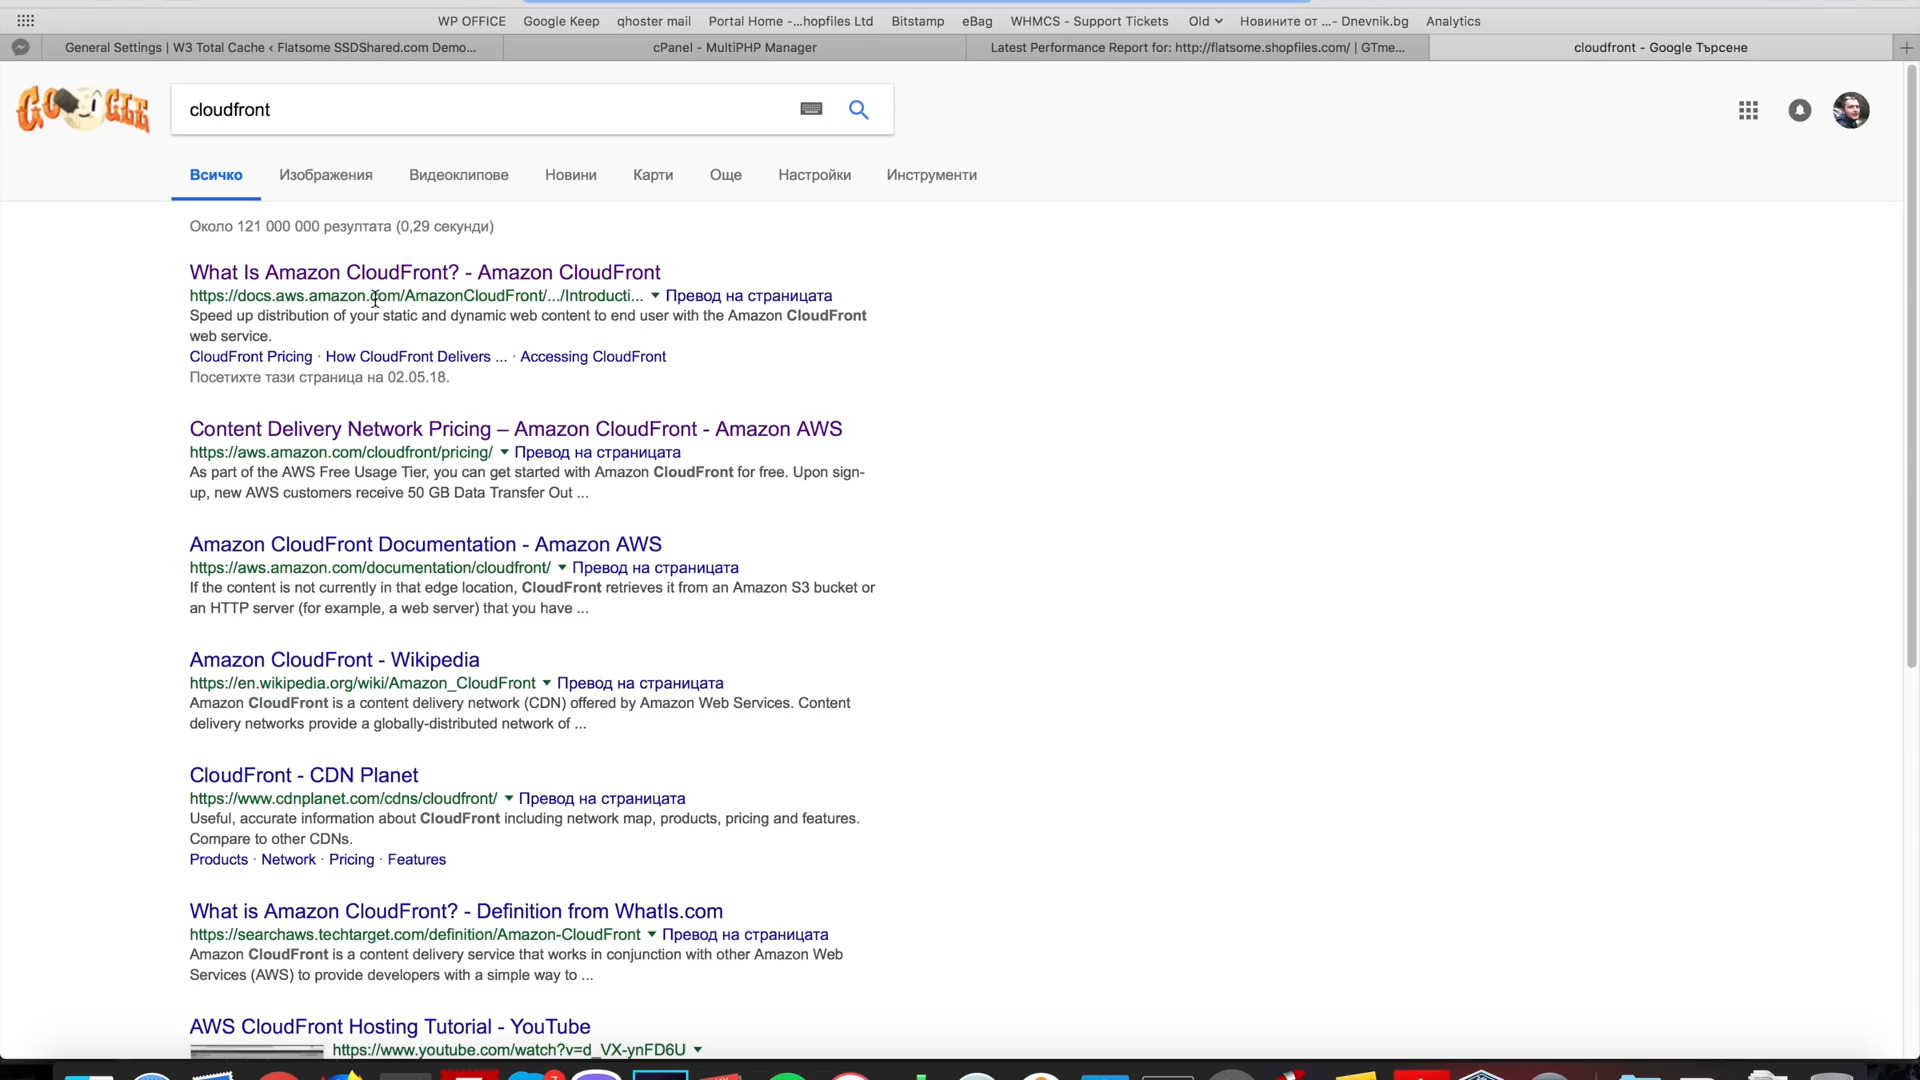 WP OFFICE Google Keep qhoster mail Portal Home -...hopfiles Ltd Bitstamp eBag WHMCS - Support Tickets Old Новините от ...- Dnevnik.bg Analytics
General Settings | W3 Total Cache ‹ Flatsome SSDShared.com Demo... cPanel - MultiPHP Manager Latest Performance Report for: http://flatsome.shopfiles.com/ | GTme... cloudfront - Google Търсене
GOOGLE
cloudfront
Всичко Изображения Видеоклипове Новини Карти Още Настройки Инструменти
Около 121 000 000 резултата (0,29 секунди)
What Is Amazon CloudFront? - Amazon CloudFront
https://docs.aws.amazon.com/AmazonCloudFront/.../Introducti... Превод на страницата
Speed up distribution of your static and dynamic web content to end user with the Amazon CloudFront
web service.
CloudFront Pricing · How CloudFront Delivers ... · Accessing CloudFront
Посетихте тази страница на 02.05.18.
Content Delivery Network Pricing – Amazon CloudFront - Amazon AWS
https://aws.amazon.com/cloudfront/pricing/ Превод на страницата
As part of the AWS Free Usage Tier, you can get started with Amazon CloudFront for free. Upon sign-
up, new AWS customers receive 50 GB Data Transfer Out ...
Amazon CloudFront Documentation - Amazon AWS
https://aws.amazon.com/documentation/cloudfront/ Превод на страницата
If the content is not currently in that edge location, CloudFront retrieves it from an Amazon S3 bucket or
an HTTP server (for example, a web server) that you have ...
Amazon CloudFront - Wikipedia
https://en.wikipedia.org/wiki/Amazon_CloudFront Превод на страницата
Amazon CloudFront is a content delivery network (CDN) offered by Amazon Web Services. Content
delivery networks provide a globally-distributed network of ...
CloudFront - CDN Planet
https://www.cdnplanet.com/cdns/cloudfront/ Превод на страницата
Useful, accurate information about CloudFront including network map, products, pricing and features.
Compare to other CDNs.
Products · Network · Pricing · Features
What is Amazon CloudFront? - Definition from WhatIs.com
https://searchaws.techtarget.com/definition/Amazon-CloudFront Превод на страницата
Amazon CloudFront is a content delivery service that works in conjunction with other Amazon Web
Services (AWS) to provide developers with a simple way to ...
AWS CloudFront Hosting Tutorial - YouTube
https://www.youtube.com/watch?v=d_VX-ynFD6U
7